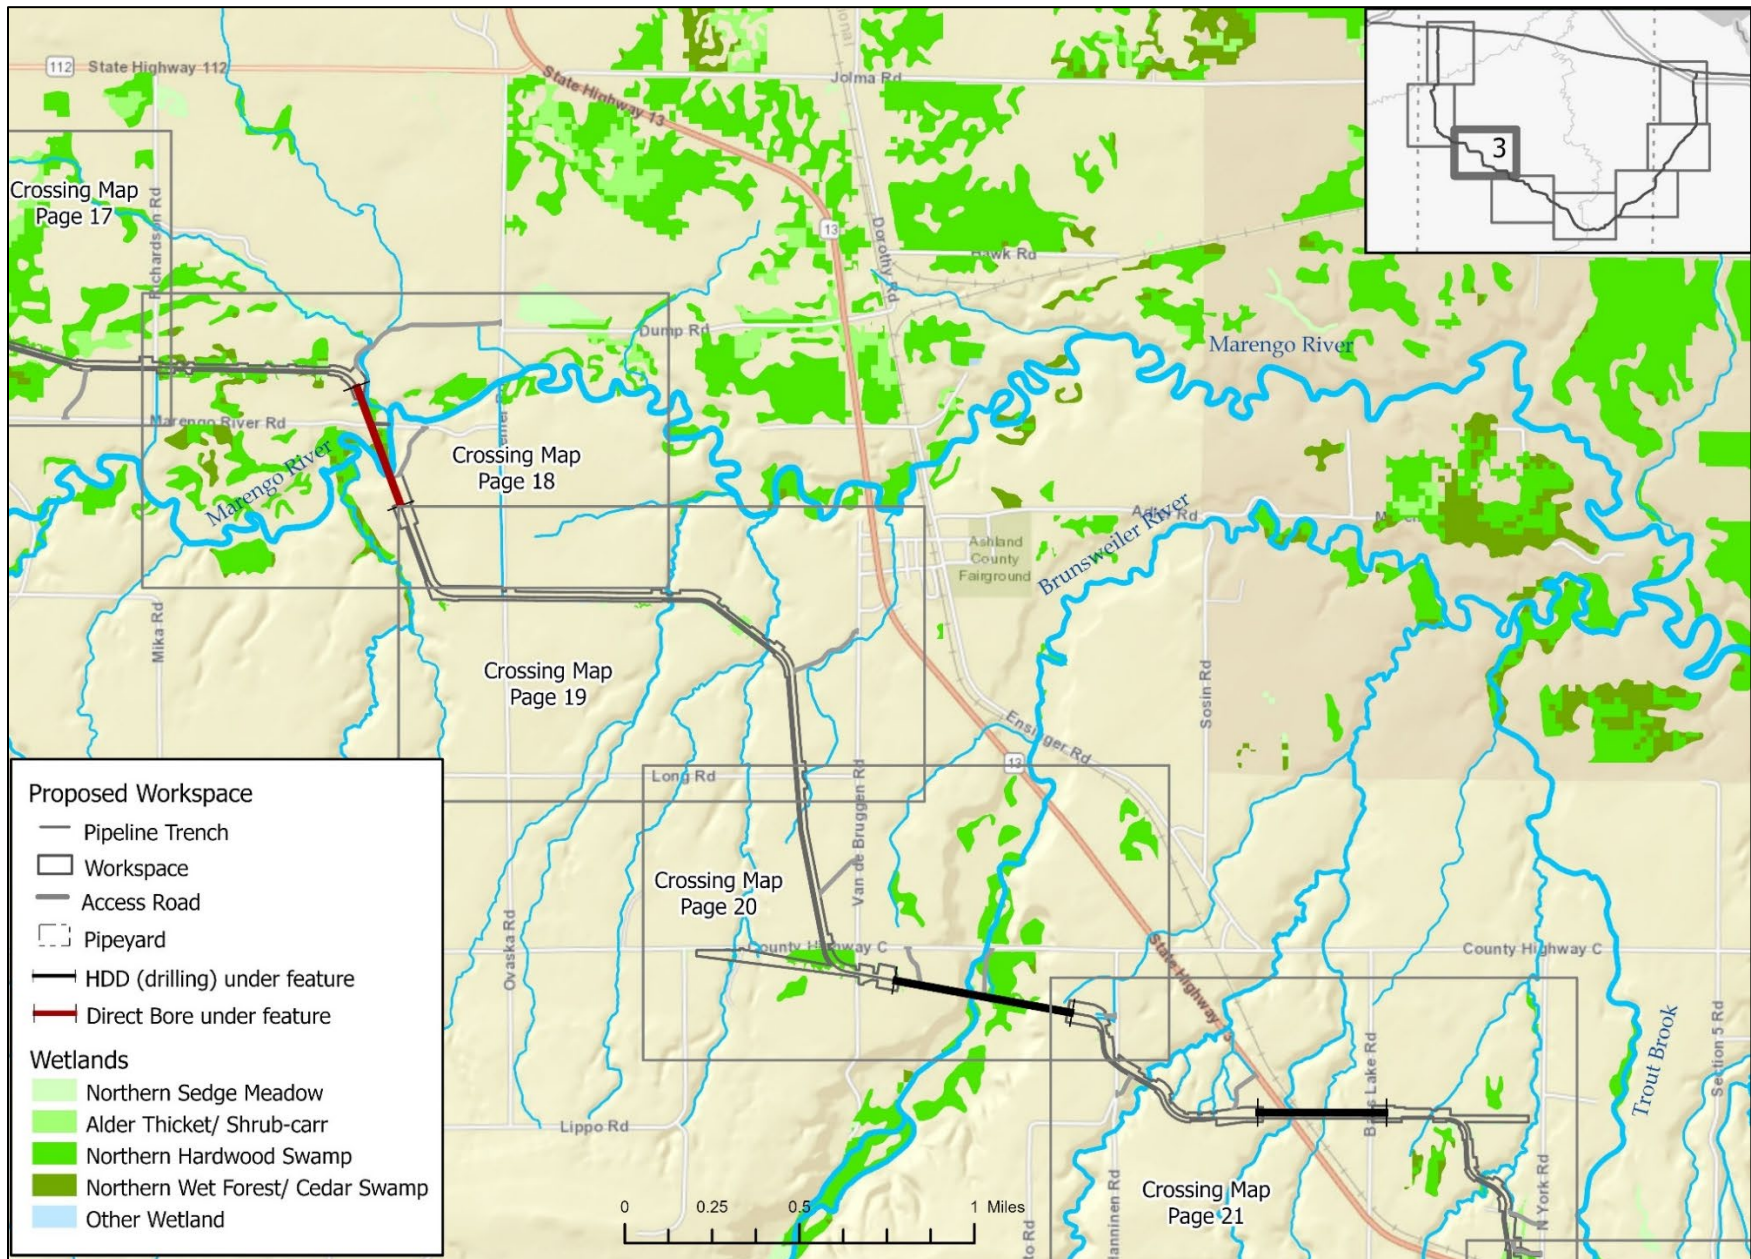 112
State Highway 112
State Highway 13
Jolma Rd
3
Crossing Map
Page 17
Richardson Rd
13
Dorothy Rd
Hawk Rd
Dump Rd
Marengo River
Marengo River Rd
Marengo River
Crossing Map
Page 18
Brunsweiler River
Ashland
County
Fairground
Mika Rd
Crossing Map
Page 19
Sosin Rd
Ensinger Rd
13
Long Rd
Van de Bruggen Rd
Crossing Map
Page 20
County Highway C
County Highway C
State Highway 13
Ovaska Rd
Lippo Rd
Trout Brook
Section 5 Rd
N York Rd
Crossing Map
Page 21
Proposed Workspace
Pipeline Trench
Workspace
Access Road
Pipeyard
HDD (drilling) under feature
Direct Bore under feature
Wetlands
Northern Sedge Meadow
Alder Thicket/ Shrub-carr
Northern Hardwood Swamp
Northern Wet Forest/ Cedar Swamp
Other Wetland
0 0.25 0.5 1 Miles